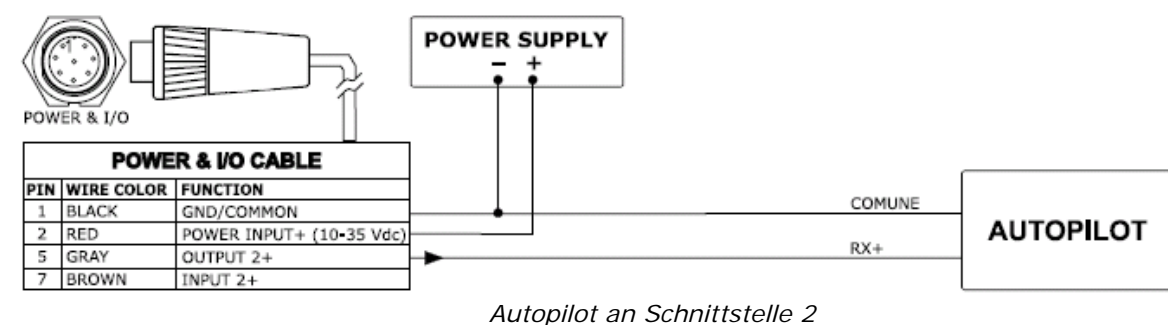 1
POWER & I/O
POWER SUPPLY
- +
POWER & I/O CABLE
PIN WIRE COLOR FUNCTION
1 BLACK GND/COMMON
2 RED POWER INPUT+ (10-35 Vdc)
5 GRAY OUTPUT 2+
7 BROWN INPUT 2+
COMUNE
RX+
AUTOPILOT
Autopilot an Schnittstelle 2